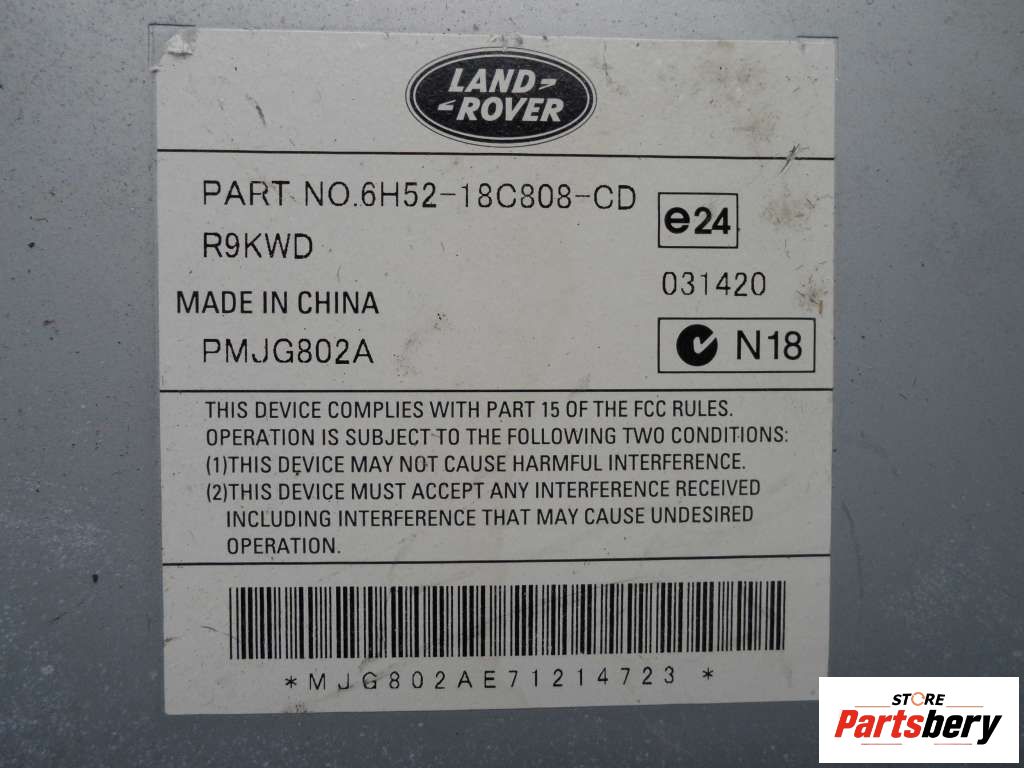 LAND-
-ROVER
PART NO.6H52-18C808-CD
e24
R9KWD
031420
MADE IN CHINA
N18
PMJG802A
THIS DEVICE COMPLIES WITH PART 15 OF THE FCC RULES.
OPERATION IS SUBJECT TO THE FOLLOWING TWO CONDITIONS:
(1)THIS DEVICE MAY NOT CAUSE HARMFUL INTERFERENCE.
(2)THIS DEVICE MUST ACCEPT ANY INTERFERENCE RECEIVED
INCLUDING INTERFERENCE THAT MAY CAUSE UNDESIRED
OPERATION.
*MJG802AE71214723*
STORE
Partsbery